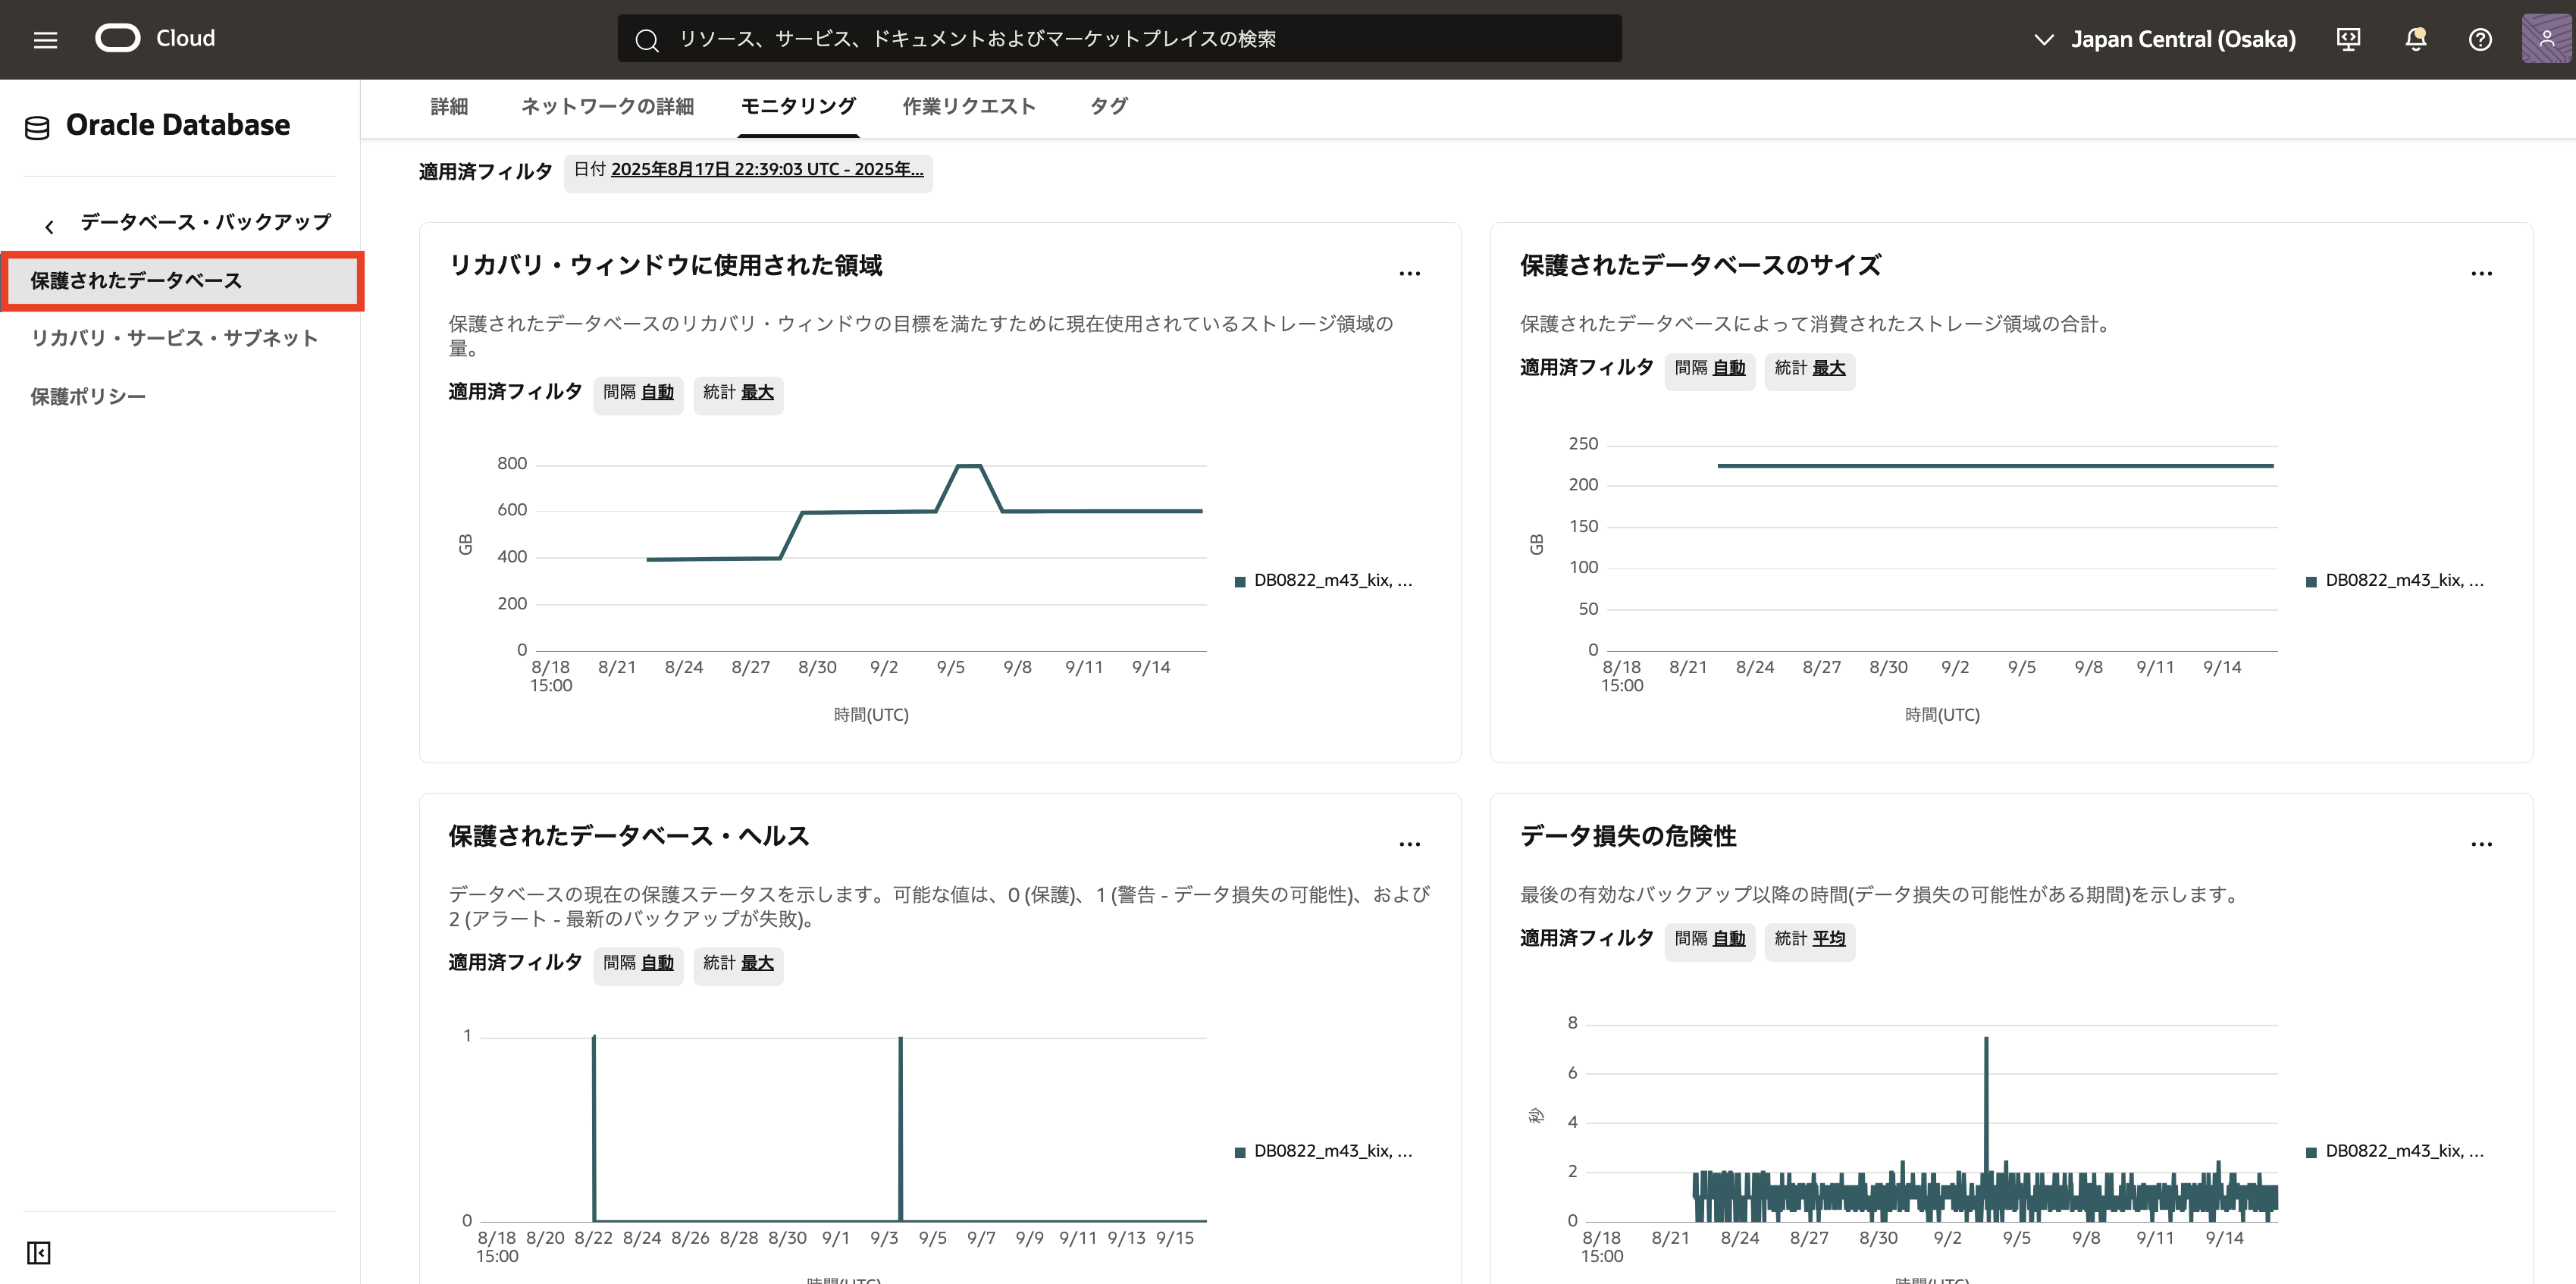 Cloud
リソース、サービス、ドキュメントおよびマーケットプレイスの検索
Japan Central (Osaka)
Oracle Database
データベース・バックアップ
保護されたデータベース
リカバリ・サービス・サブネット
保護ポリシー
詳細 ネットワークの詳細 モニタリング 作業リクエスト タグ
適用済フィルタ 日付 2025年8月17日 22:39:03 UTC - 2025年...
リカバリ・ウィンドウに使用された領域
...
保護されたデータベースのリカバリ・ウィンドウの目標を満たすために現在使用されているストレージ領域の
量。
適用済フィルタ 間隔 自動 統計 最大
800
600
400
200
0
GB
8/18 8/21 8/24 8/27 8/30 9/2 9/5 9/8 9/11 9/14
15:00
時間(UTC)
DB0822_m43_kix, ...
保護されたデータベースのサイズ
...
保護されたデータベースによって消費されたストレージ領域の合計。
適用済フィルタ 間隔 自動 統計 最大
250
200
150
100
50
0
GB
8/18 8/21 8/24 8/27 8/30 9/2 9/5 9/8 9/11 9/14
15:00
時間(UTC)
DB0822_m43_kix, ...
保護されたデータベース・ヘルス
...
データベースの現在の保護ステータスを示します。可能な値は、0 (保護)、1 (警告 - データ損失の可能性)、および
2 (アラート - 最新のバックアップが失敗)。
適用済フィルタ 間隔 自動 統計 最大
1
0
8/18 8/20 8/22 8/24 8/26 8/28 8/30 9/1 9/3 9/5 9/7 9/9 9/11 9/13 9/15
15:00
時間(UTC)
DB0822_m43_kix, ...
データ損失の危険性
...
最後の有効なバックアップ以降の時間(データ損失の可能性がある期間)を示します。
適用済フィルタ 間隔 自動 統計 平均
8
6
4
2
0
秒
8/18 8/21 8/24 8/27 8/30 9/2 9/5 9/8 9/11 9/14
15:00
時間(UTC)
DB0822_m43_kix, ...